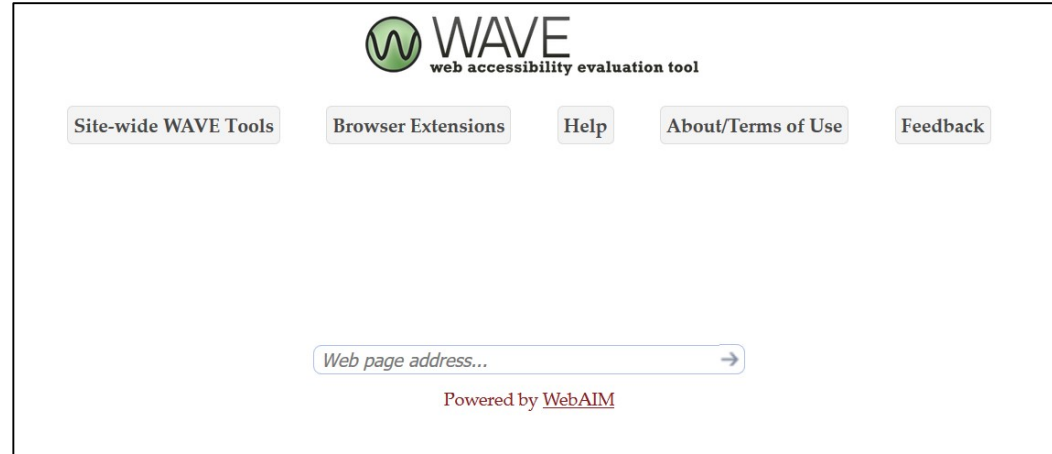 WAVE
web accessibility evaluation tool
Site-wide WAVE Tools Browser Extensions Help About/Terms of Use Feedback
Web page address...
Powered by WebAIM